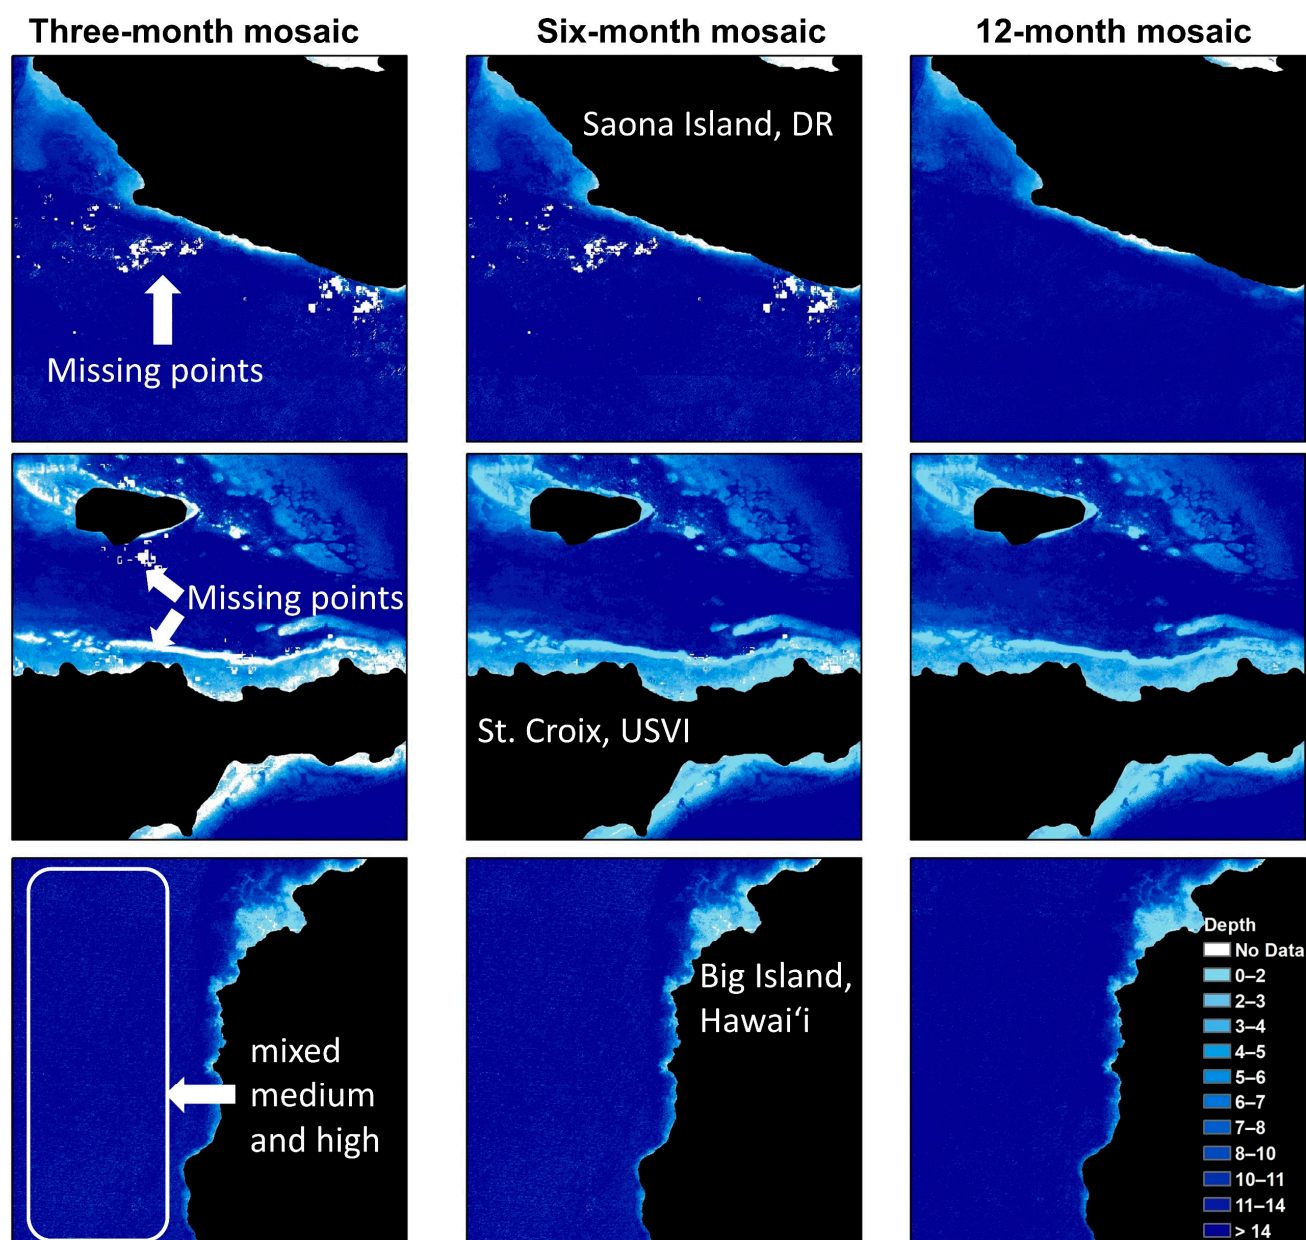 Three-month mosaic
Six-month mosaic
12-month mosaic
Saona Island, DR
Missing points
Missing points
St. Croix, USVI
mixed
medium
and high
Big Island,
Hawaiʻi
Depth
No Data
0–2
2–3
3–4
4–5
5–6
6–7
7–8
8–10
10–11
11–14
> 14